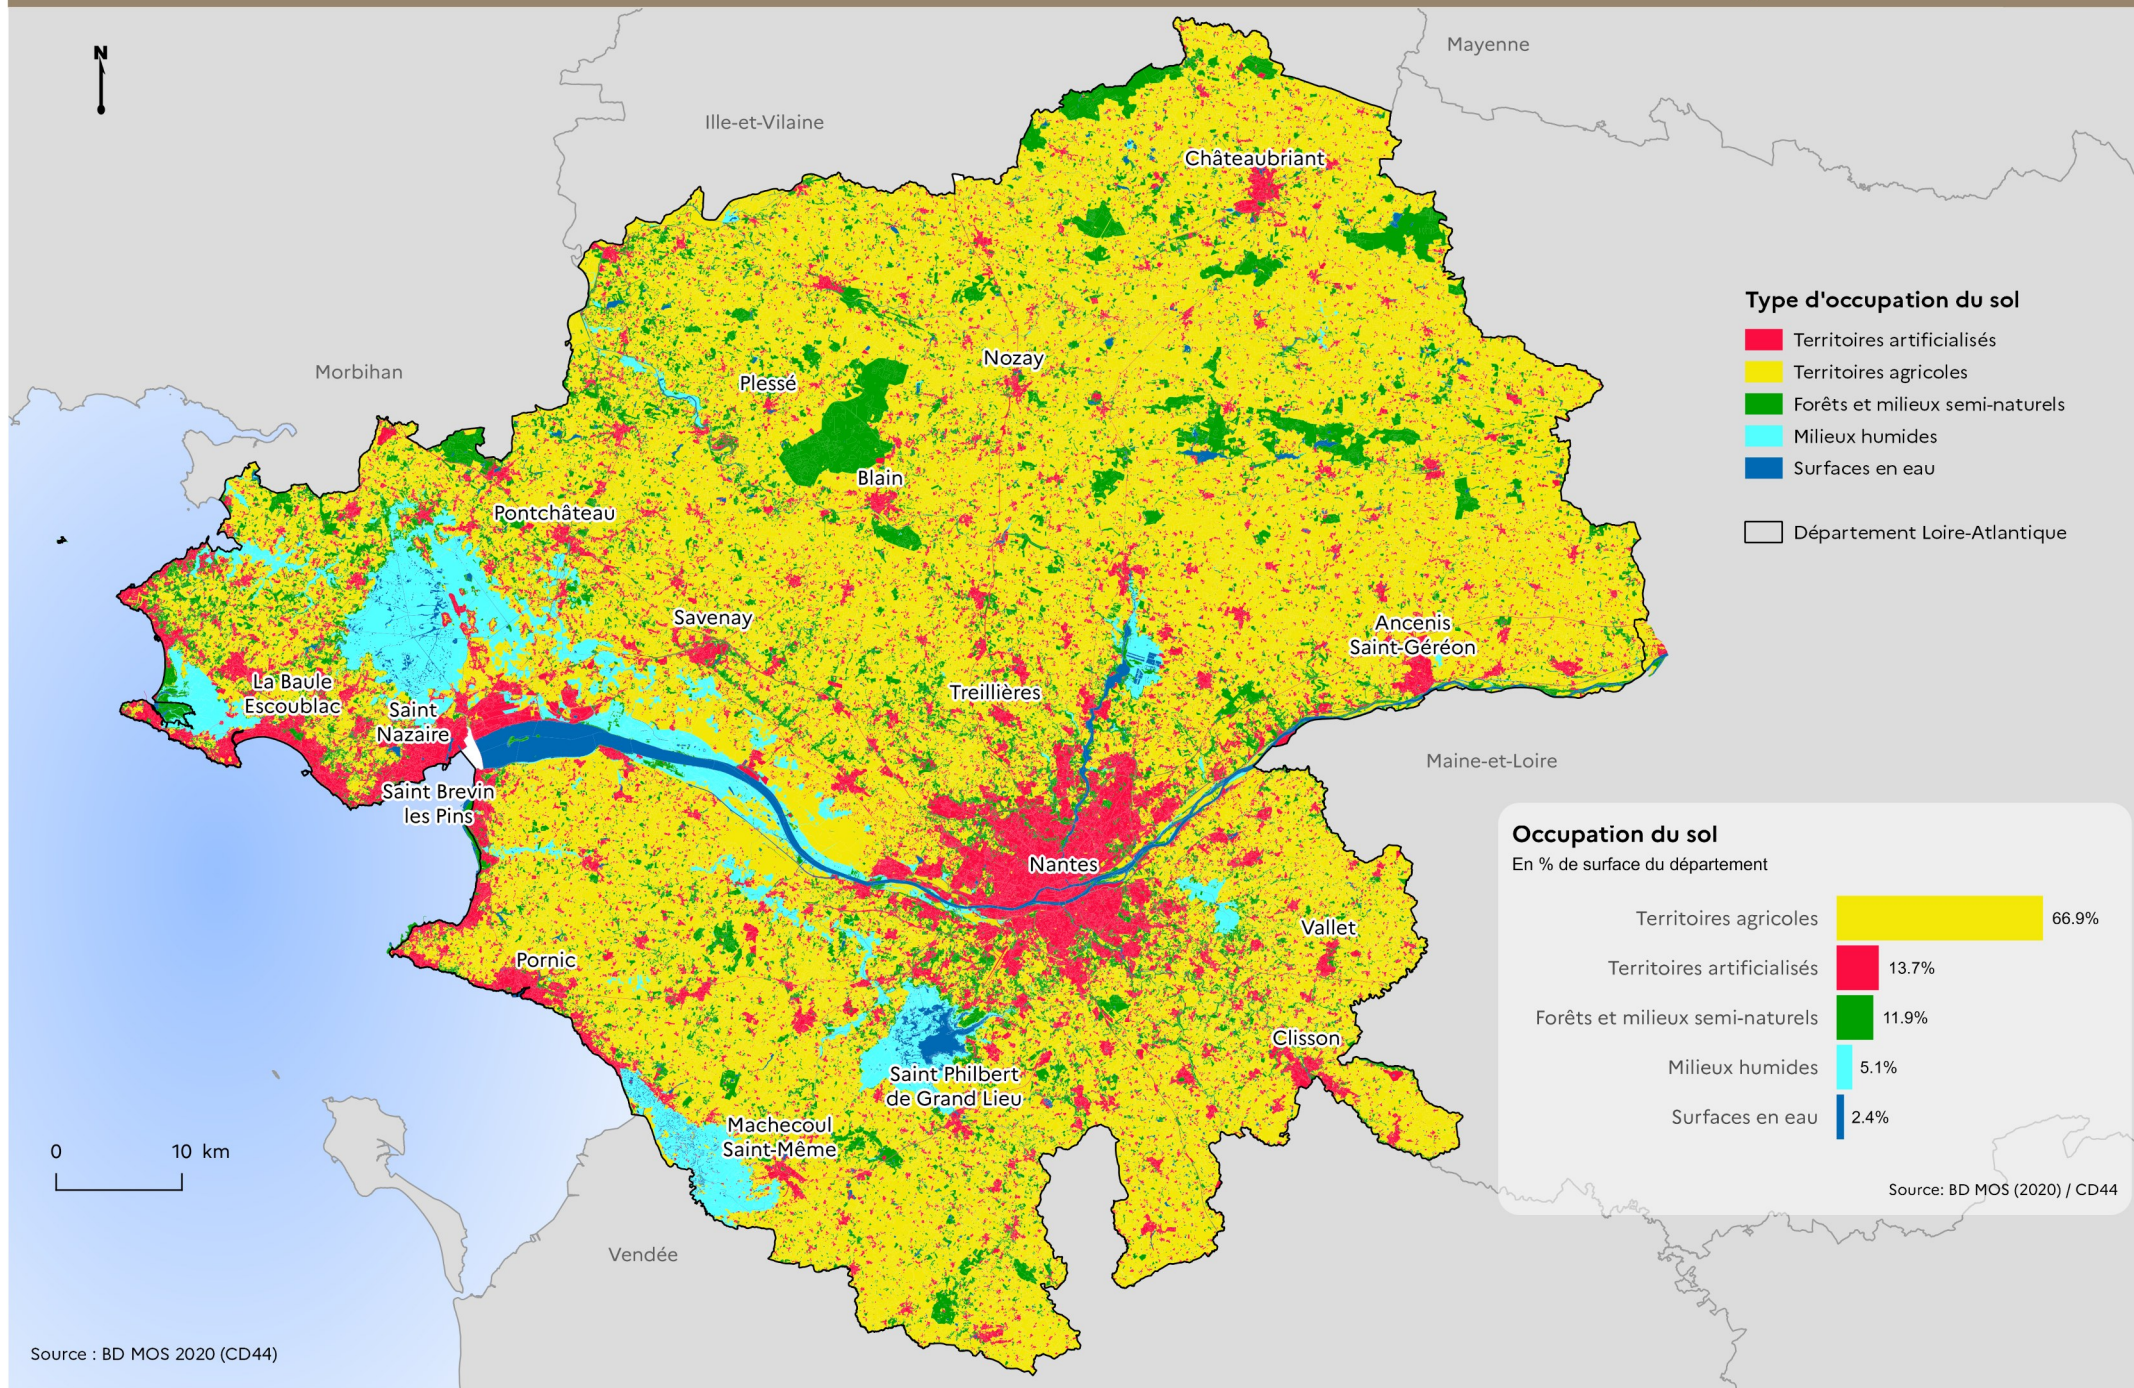 N
Mayenne
Ille-et-Vilaine
Châteaubriant
Morbihan
Nozay
Plessé
Blain
Pontchâteau
Savenay
Ancenis
Saint-Géréon
Treillières
La Baule
Escoublac
Saint
Nazaire
Maine-et-Loire
Saint Brevin
les Pins
Nantes
Vallet
Pornic
Clisson
Saint Philbert
de Grand Lieu
Machecoul
Saint-Même
Vendée
0 10 km
Source : BD MOS 2020 (CD44)
Type d'occupation du sol
Territoires artificialisés
Territoires agricoles
Forêts et milieux semi-naturels
Milieux humides
Surfaces en eau
Département Loire-Atlantique
Occupation du sol
En % de surface du département
Territoires agricoles 66.9%
Territoires artificialisés 13.7%
Forêts et milieux semi-naturels 11.9%
Milieux humides 5.1%
Surfaces en eau 2.4%
Source: BD MOS (2020) / CD44